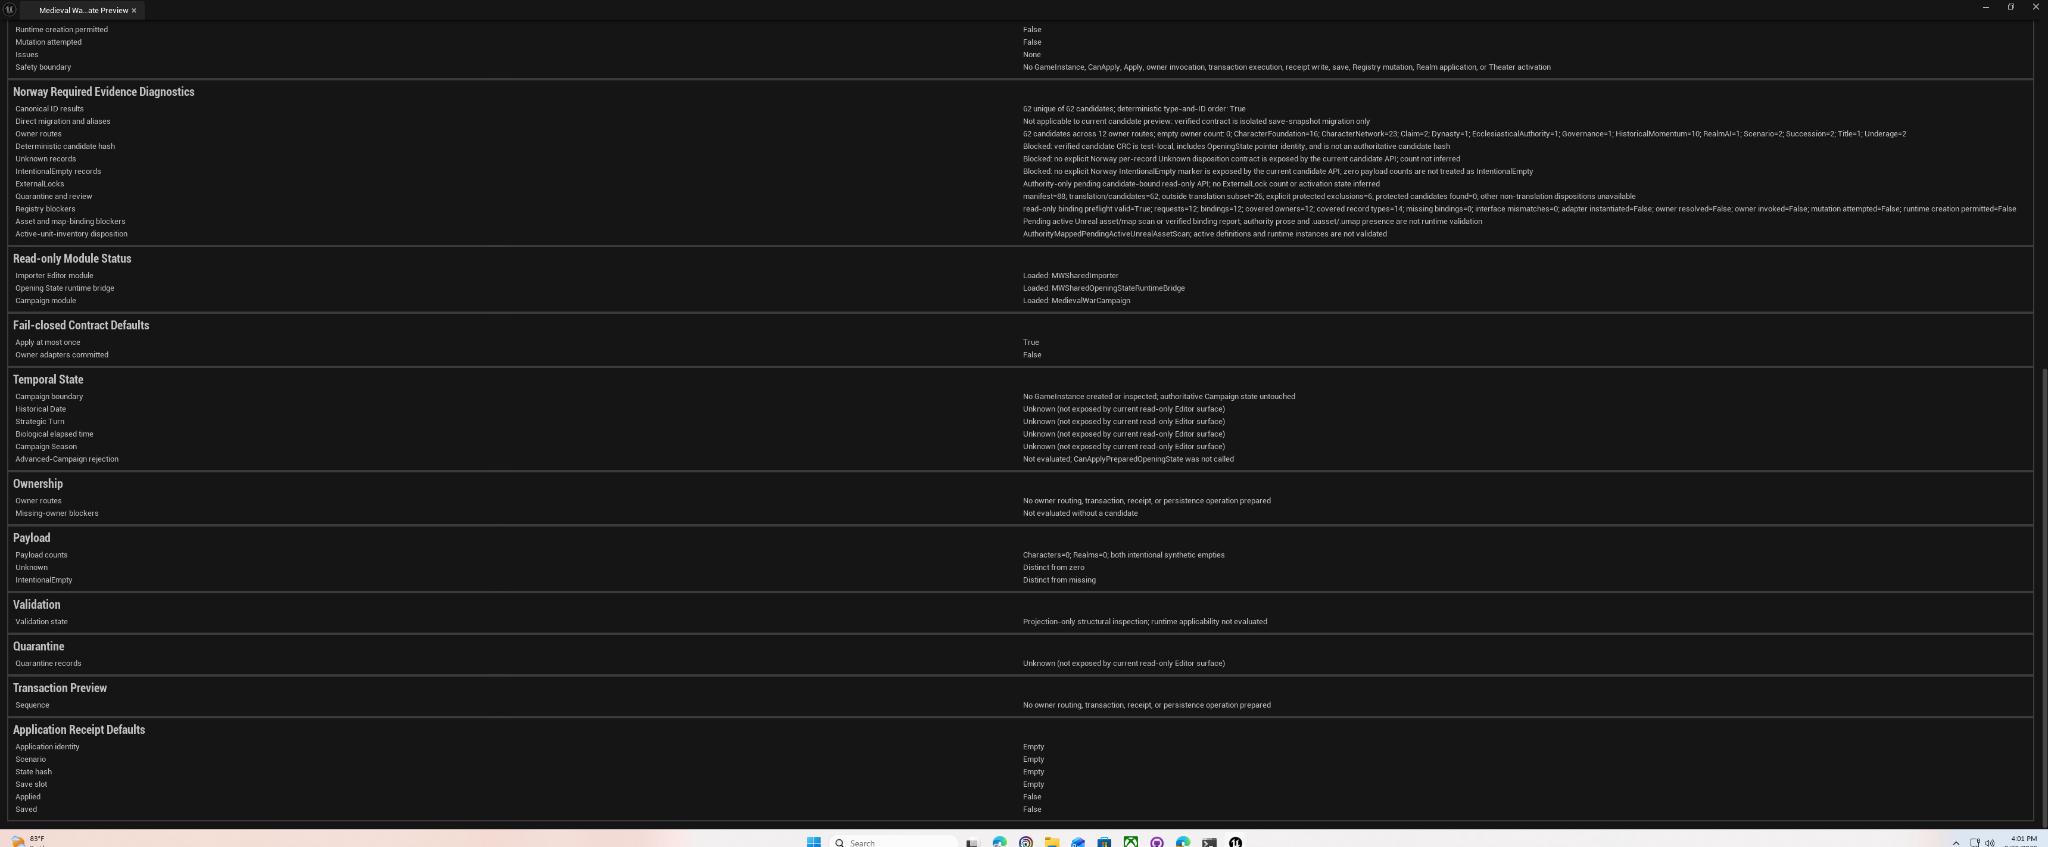 Medieval Wa...ate Preview
Runtime creation permitted False
Mutation attempted False
Issues None
Safety boundary No GameInstance, CanApply, Apply, owner invocation, transaction execution, receipt write, save, Registry mutation, Realm application, or Theater activation
Norway Required Evidence Diagnostics
Canonical ID results 62 unique of 62 candidates; deterministic type-and-ID order: True
Direct migration and aliases Not applicable to current candidate preview: verified contract is isolated save-snapshot migration only
Owner routes 62 candidates across 12 owner routes; empty owner count: 0; CharacterFoundation=16; CharacterNetwork=23; Claim=2; Dynasty=1; EcclesiasticalAuthority=1; Governance=1; HistoricalMomentum=10; RealmAI=1; Scenario=2; Succession=2; Title=1; Underage=2
Deterministic candidate hash Blocked: verified candidate CRC is test-local, includes OpeningState pointer identity, and is not an authoritative candidate hash
Unknown records Blocked: no explicit Norway per-record Unknown disposition contract is exposed by the current candidate API; count not inferred
IntentionalEmpty records Blocked: no explicit Norway IntentionalEmpty marker is exposed by the current candidate API; zero payload counts are not treated as IntentionalEmpty
ExternalLocks Authority-only pending candidate-bound read-only API; no ExternalLock count or activation state inferred
Quarantine and review manifest=88; translation/candidates=62; outside translation subset=26; explicit protected exclusions=6; protected candidates found=0; other non-translation dispositions unavailable
Registry blockers read-only binding preflight valid=True; requests=12; bindings=12; covered owners=12; covered record types=14; missing bindings=0; interface mismatches=0; adapter instantiated=False; owner resolved=False; owner invoked=False; mutation attempted=False; runtime creation permitted=False
Asset and map-binding blockers Pending active Unreal asset/map scan or verified binding report; authority prose and .uasset/.umap presence are not runtime validation
Active-unit-inventory disposition AuthorityMappedPendingActiveUnrealAssetScan; active definitions and runtime instances are not validated
Read-only Module Status
Importer Editor module Loaded: MWSharedImporter
Opening State runtime bridge Loaded: MWSharedOpeningStateRuntimeBridge
Campaign module Loaded: MedievalWarCampaign
Fail-closed Contract Defaults
Apply at most once True
Owner adapters committed False
Temporal State
Campaign boundary No GameInstance created or inspected; authoritative Campaign state untouched
Historical Date Unknown (not exposed by current read-only Editor surface)
Strategic Turn Unknown (not exposed by current read-only Editor surface)
Biological elapsed time Unknown (not exposed by current read-only Editor surface)
Campaign Season Unknown (not exposed by current read-only Editor surface)
Advanced-Campaign rejection Not evaluated; CanApplyPreparedOpeningState was not called
Ownership
Owner routes No owner routing, transaction, receipt, or persistence operation prepared
Missing-owner blockers Not evaluated without a candidate
Payload
Payload counts Characters=0; Realms=0; both intentional synthetic empties
Unknown Distinct from zero
IntentionalEmpty Distinct from missing
Validation
Validation state Projection-only structural inspection; runtime applicability not evaluated
Quarantine
Quarantine records Unknown (not exposed by current read-only Editor surface)
Transaction Preview
Sequence No owner routing, transaction, receipt, or persistence operation prepared
Application Receipt Defaults
Application identity Empty
Scenario Empty
State hash Empty
Save slot Empty
Applied False
Saved False
83°F
Search
4:01 PM